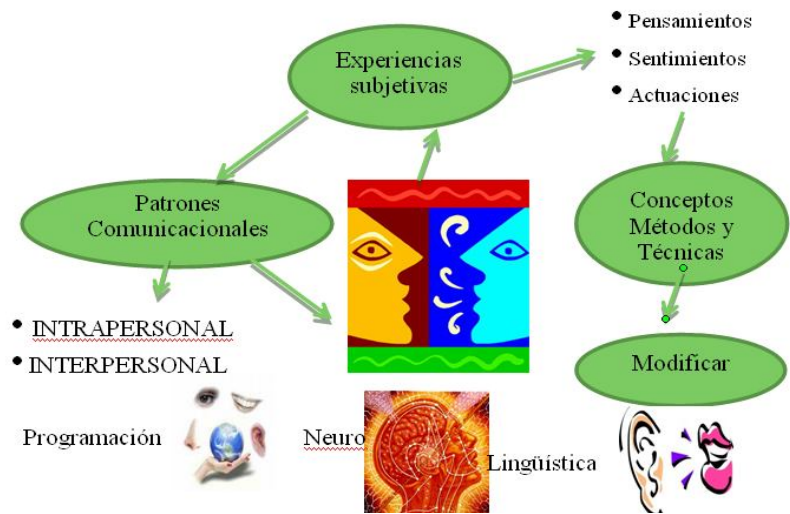 Experiencias
subjetivas
• Pensamientos
• Sentimientos
• Actuaciones
Patrones
Comunicacionales
Conceptos
Métodos y
Técnicas
• INTRAPERSONAL
• INTERPERSONAL
Modificar
Programación
Neuro
Lingüística